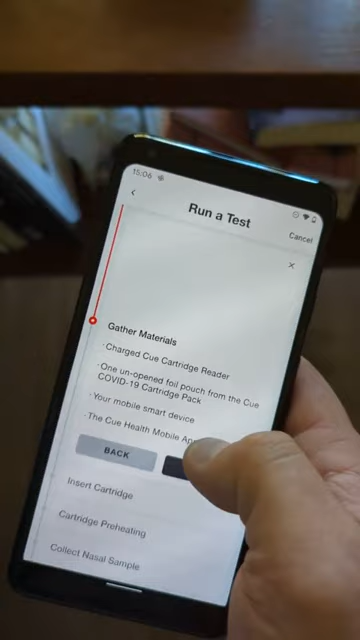 15:06
Run a Test
Cancel
Gather Materials
· Charged Cue Cartridge Reader
· One un-opened foil pouch from the Cue
COVID-19 Cartridge Pack
· Your mobile smart device
· The Cue Health Mobile App
BACK
Insert Cartridge
Cartridge Preheating
Collect Nasal Sample